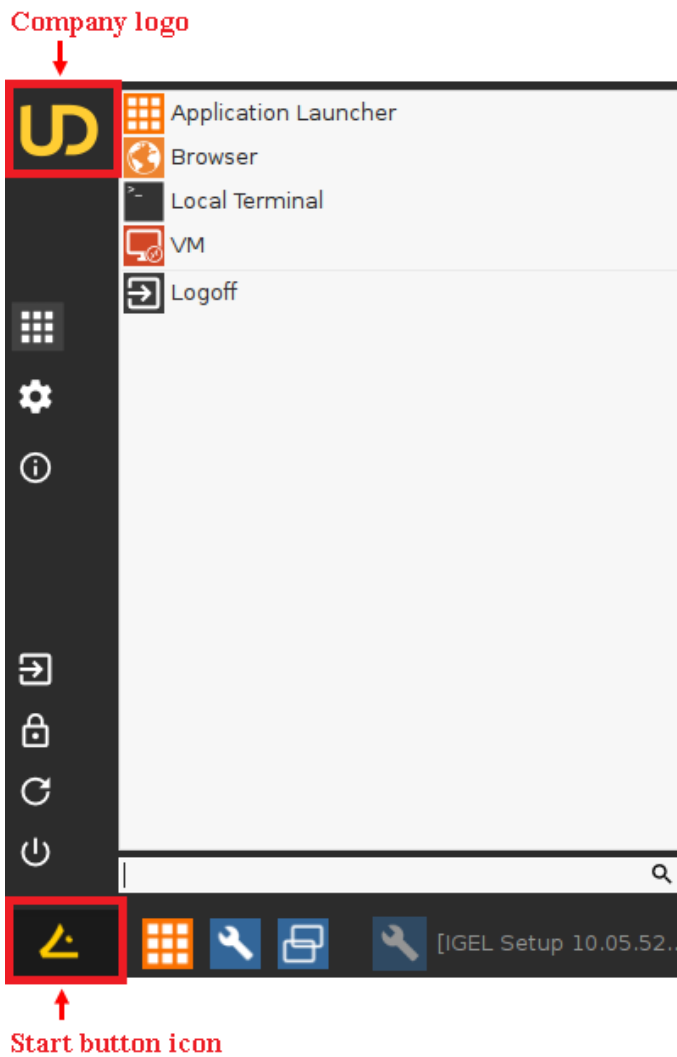 Company logo
UD
Application Launcher
Browser
>_
Local Terminal
VM
Logoff
[IGEL Setup 10.05.52..
Start button icon